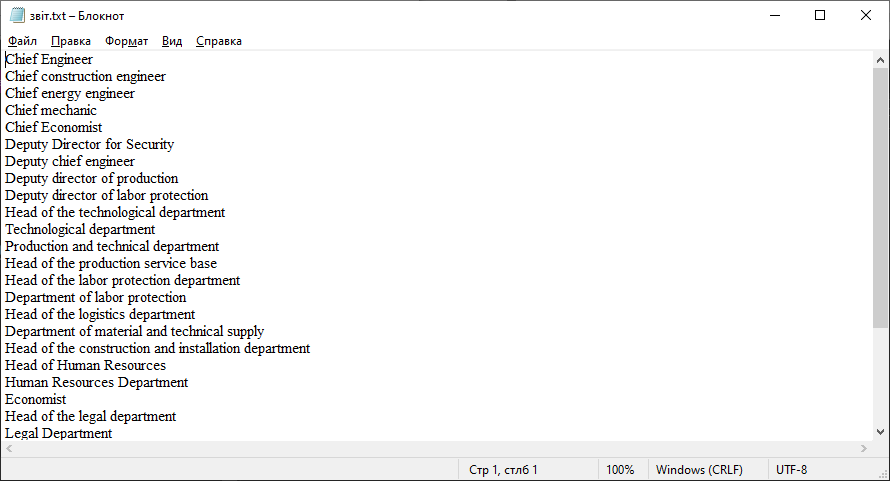 звіт.txt – Блокнот
Файл Правка Формат Вид Справка
Chief Engineer
Chief construction engineer
Chief energy engineer
Chief mechanic
Chief Economist
Deputy Director for Security
Deputy chief engineer
Deputy director of production
Deputy director of labor protection
Head of the technological department
Technological department
Production and technical department
Head of the production service base
Head of the labor protection department
Department of labor protection
Head of the logistics department
Department of material and technical supply
Head of the construction and installation department
Head of Human Resources
Human Resources Department
Economist
Head of the legal department
Legal Department
Стр 1, стлб 1 100% Windows (CRLF) UTF-8